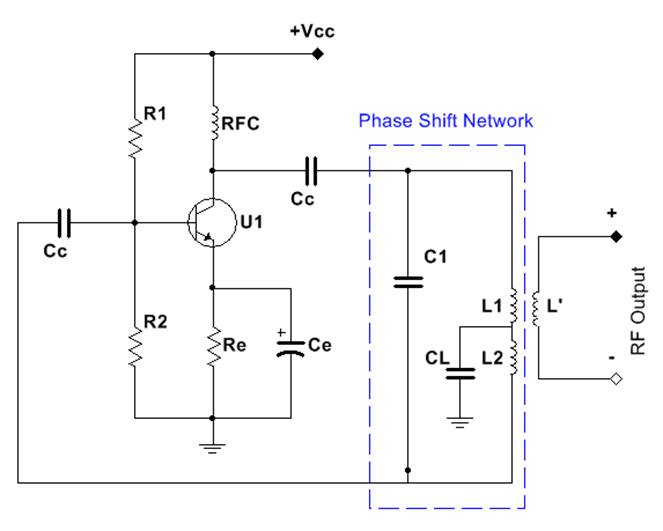 +Vcc
R1
RFC
Phase Shift Network
Cc
U1
Cc
+
C1
L1
L'
RF Output
R2
Re
+
Ce
CL
L2
-